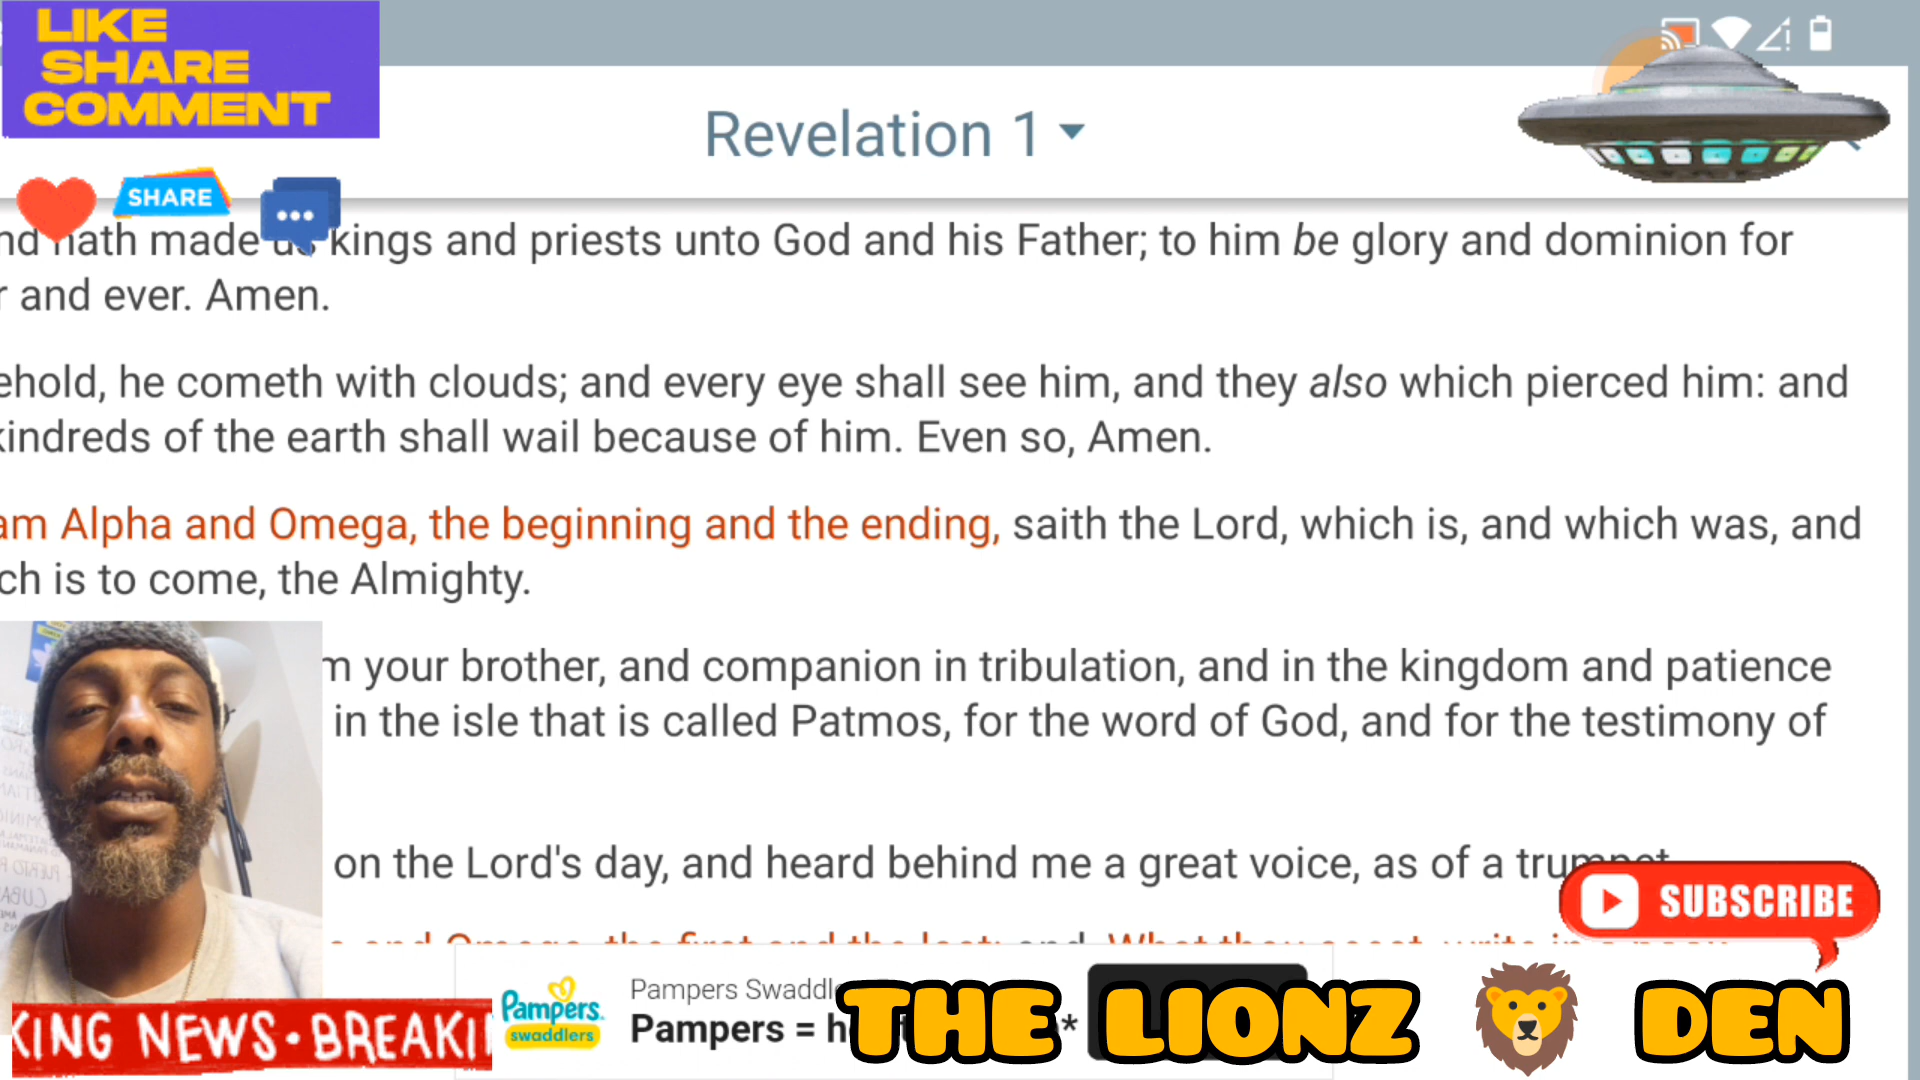 LIKE
SHARE
COMMENT
Revelation 1
SHARE
hath made kings and priests unto God and his Father; to him be glory and dominion for
and ever. Amen.
he cometh with clouds; and every eye shall see him, and they also which pierced him: and
kindreds of the earth shall wail because of him. Even so, Amen.
am Alpha and Omega, the beginning and the ending, saith the Lord, which is, and which was, and
ch is to come, the Almighty.
m your brother, and companion in tribulation, and in the kingdom and patience
in the isle that is called Patmos, for the word of God, and for the testimony of
on the Lord's day, and heard behind me a great voice, as of a trumpet
SUBSCRIBE
Pampers
swaddlers
Pampers Swaddl
Pampers = h
*
THE LIONZ DEN
KING NEWS • BREAKI